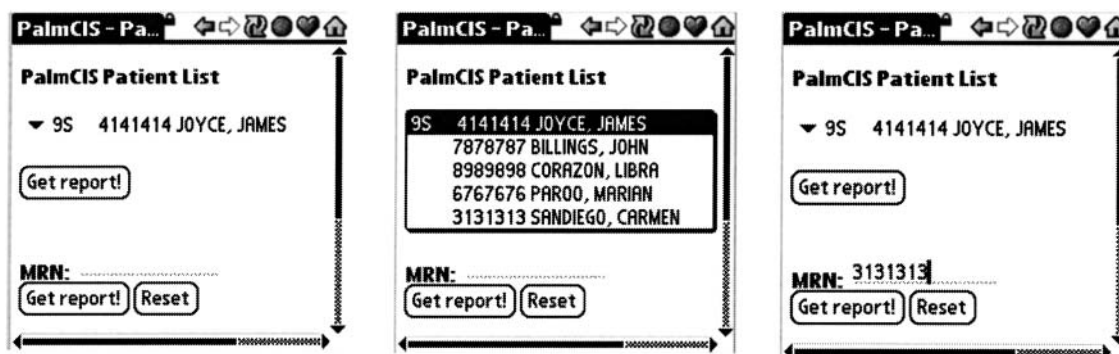 PalmCIS - Pa...
PalmCIS Patient List
9S 4141414 JOYCE, JAMES
Get report!
MRN:
Get report! Reset
PalmCIS - Pa...
PalmCIS Patient List
9S 4141414 JOYCE, JAMES
7878787 BILLINGS, JOHN
8989898 CORAZON, LIBRA
6767676 PAROO, MARIAN
3131313 SANDIEGO, CARMEN
MRN:
Get report! Reset
PalmCIS - Pa...
PalmCIS Patient List
9S 4141414 JOYCE, JAMES
Get report!
MRN: 3131313
Get report! Reset